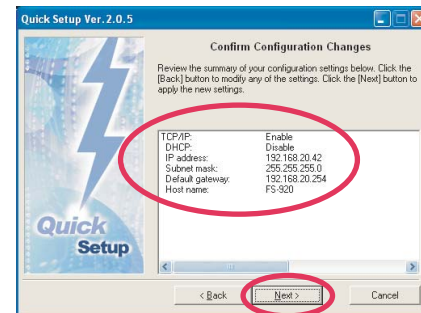 Quick Setup Ver.2.0.5
Confirm Configuration Changes
Review the summary of your configuration settings below. Click the
[Back] button to modify any of the settings. Click the [Next] button to
apply the new settings.
TCP/IP: Enable
DHCP: Disable
IP address: 192.168.20.42
Subnet mask: 255.255.255.0
Default gateway: 192.168.20.254
Host name: FS-920
Quick
Setup
< Back
Next >
Cancel